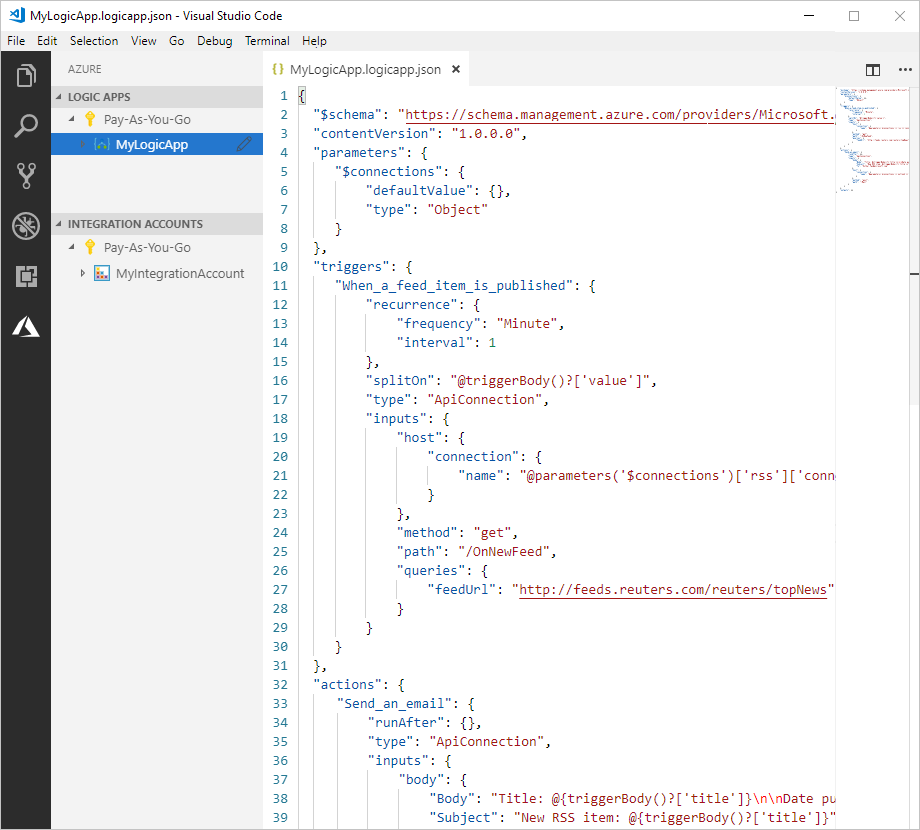 MyLogicApp.logicapp.json - Visual Studio Code
File Edit Selection View Go Debug Terminal Help
AZURE
LOGIC APPS
Pay-As-You-Go
MyLogicApp
INTEGRATION ACCOUNTS
Pay-As-You-Go
MyIntegrationAccount
{} MyLogicApp.logicapp.json ×
1 {
2 "$schema": "https://schema.management.azure.com/providers/Microsoft.
3 "contentVersion": "1.0.0.0",
4 "parameters": {
5 "$connections": {
6 "defaultValue": {},
7 "type": "Object"
8 }
9 },
10 "triggers": {
11 "When_a_feed_item_is_published": {
12 "recurrence": {
13 "frequency": "Minute",
14 "interval": 1
15 },
16 "splitOn": "@triggerBody()?['value']",
17 "type": "ApiConnection",
18 "inputs": {
19 "host": {
20 "connection": {
21 "name": "@parameters('$connections')['rss']['conn
22 }
23 },
24 "method": "get",
25 "path": "/OnNewFeed",
26 "queries": {
27 "feedUrl": "http://feeds.reuters.com/reuters/topNews"
28 }
29 }
30 }
31 },
32 "actions": {
33 "Send_an_email": {
34 "runAfter": {},
35 "type": "ApiConnection",
36 "inputs": {
37 "body": {
38 "Body": "Title: @{triggerBody()?['title']}\n\nDate pu
39 "Subject": "New RSS item: @{triggerBody()?['title']}"